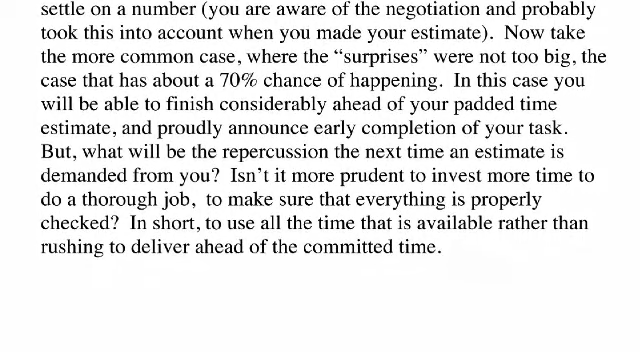 settle on a number (you are aware of the negotiation and probably
took this into account when you made your estimate).  Now take
the more common case, where the “surprises” were not too big, the
case that has about a 70% chance of happening.  In this case you
will be able to finish considerably ahead of your padded time
estimate, and proudly announce early completion of your task.
But, what will be the repercussion the next time an estimate is
demanded from you?  Isn’t it more prudent to invest more time to
do a thorough job,  to make sure that everything is properly
checked?  In short, to use all the time that is available rather than
rushing to deliver ahead of the committed time.